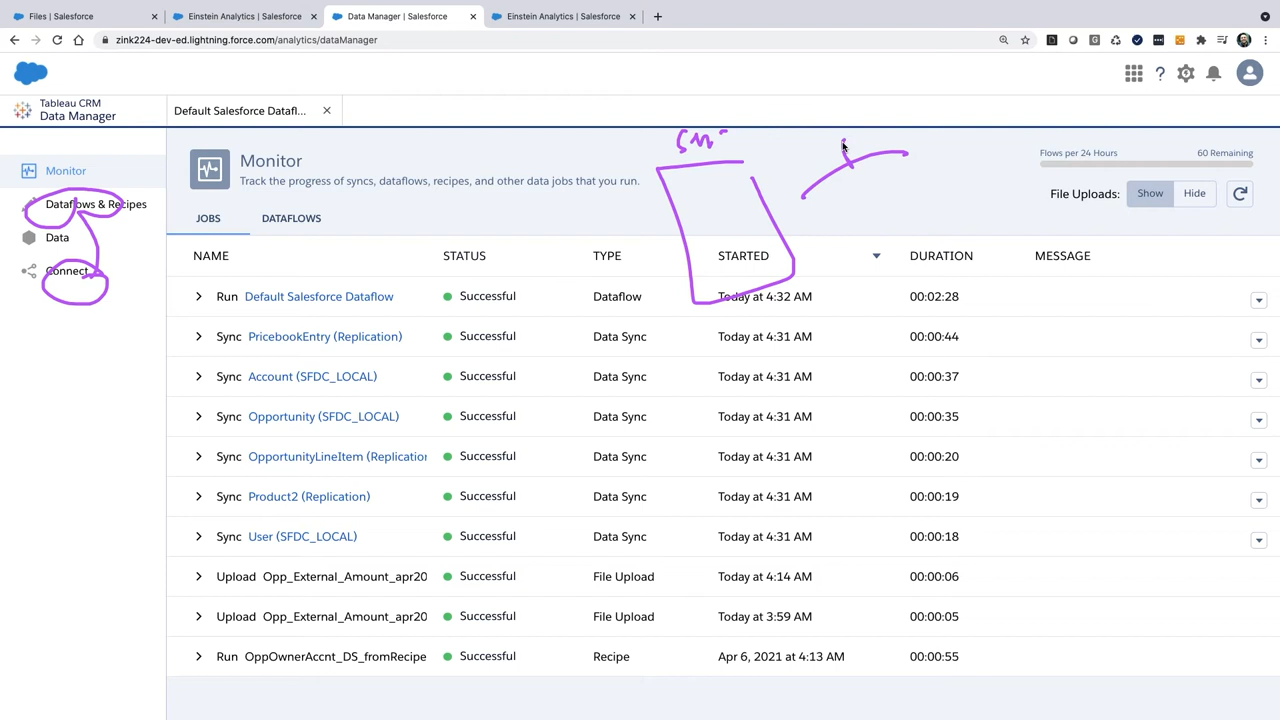 Files | Salesforce
Einstein Analytics | Salesforce
Data Manager | Salesforce
Einstein Analytics | Salesforce
zink224-dev-ed.lightning.force.com/analytics/dataManager
Tableau CRM
Data Manager
Default Salesforce Datafl...
Monitor
Dataflows & Recipes
Data
Connect
Monitor
Track the progress of syncs, dataflows, recipes, and other data jobs that you run.
Flows per 24 Hours 60 Remaining
File Uploads: Show Hide
JOBS DATAFLOWS
NAME STATUS TYPE STARTED DURATION MESSAGE
Run Default Salesforce Dataflow Successful Dataflow Today at 4:32 AM 00:02:28
Sync PricebookEntry (Replication) Successful Data Sync Today at 4:31 AM 00:00:44
Sync Account (SFDC_LOCAL) Successful Data Sync Today at 4:31 AM 00:00:37
Sync Opportunity (SFDC_LOCAL) Successful Data Sync Today at 4:31 AM 00:00:35
Sync OpportunityLineItem (Replication Successful Data Sync Today at 4:31 AM 00:00:20
Sync Product2 (Replication) Successful Data Sync Today at 4:31 AM 00:00:19
Sync User (SFDC_LOCAL) Successful Data Sync Today at 4:31 AM 00:00:18
Upload Opp_External_Amount_apr20 Successful File Upload Today at 4:14 AM 00:00:06
Upload Opp_External_Amount_apr20 Successful File Upload Today at 3:59 AM 00:00:05
Run OppOwnerAccnt_DS_fromRecipe Successful Recipe Apr 6, 2021 at 4:13 AM 00:00:55